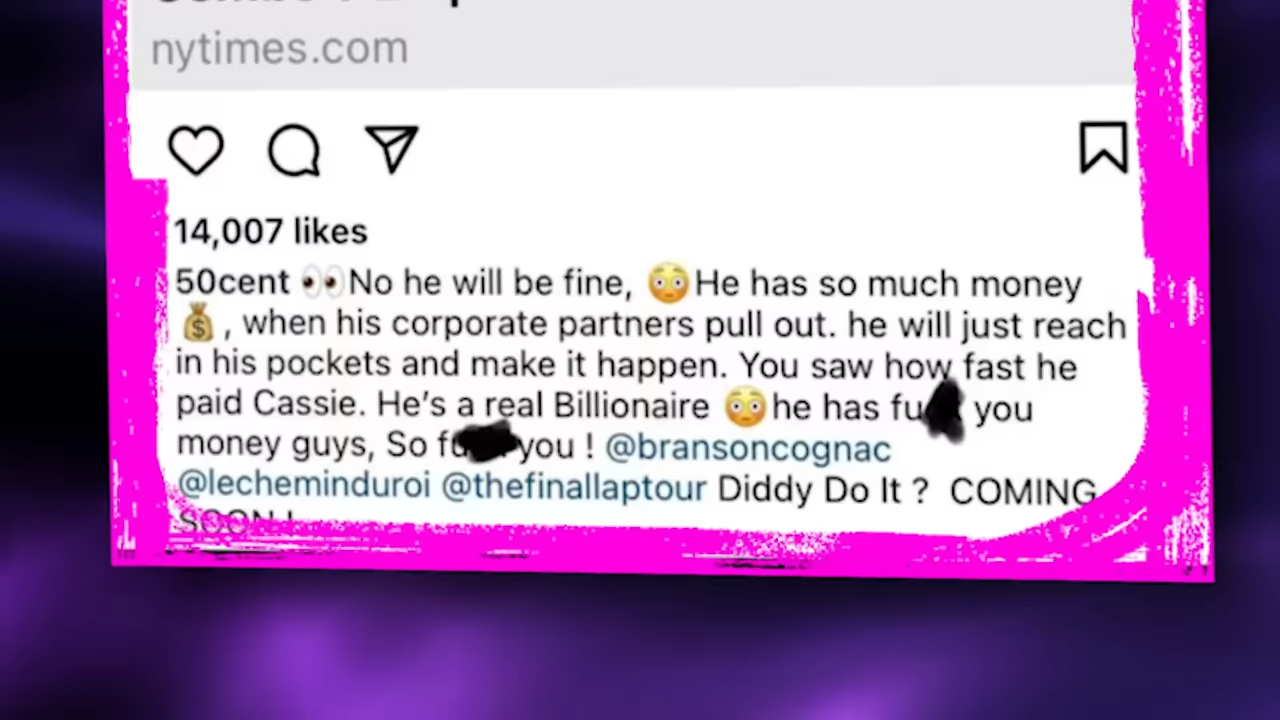 nytimes.com
14,007 likes
50cent 👀No he will be fine, 😳He has so much money
💰, when his corporate partners pull out. he will just reach
in his pockets and make it happen. You saw how fast he
paid Cassie. He's a real Billionaire 😳he has fu you
money guys, So fu you ! @bransoncognac
@lecheminduroi @thefinallaptour Diddy Do It ? COMING
SOON !